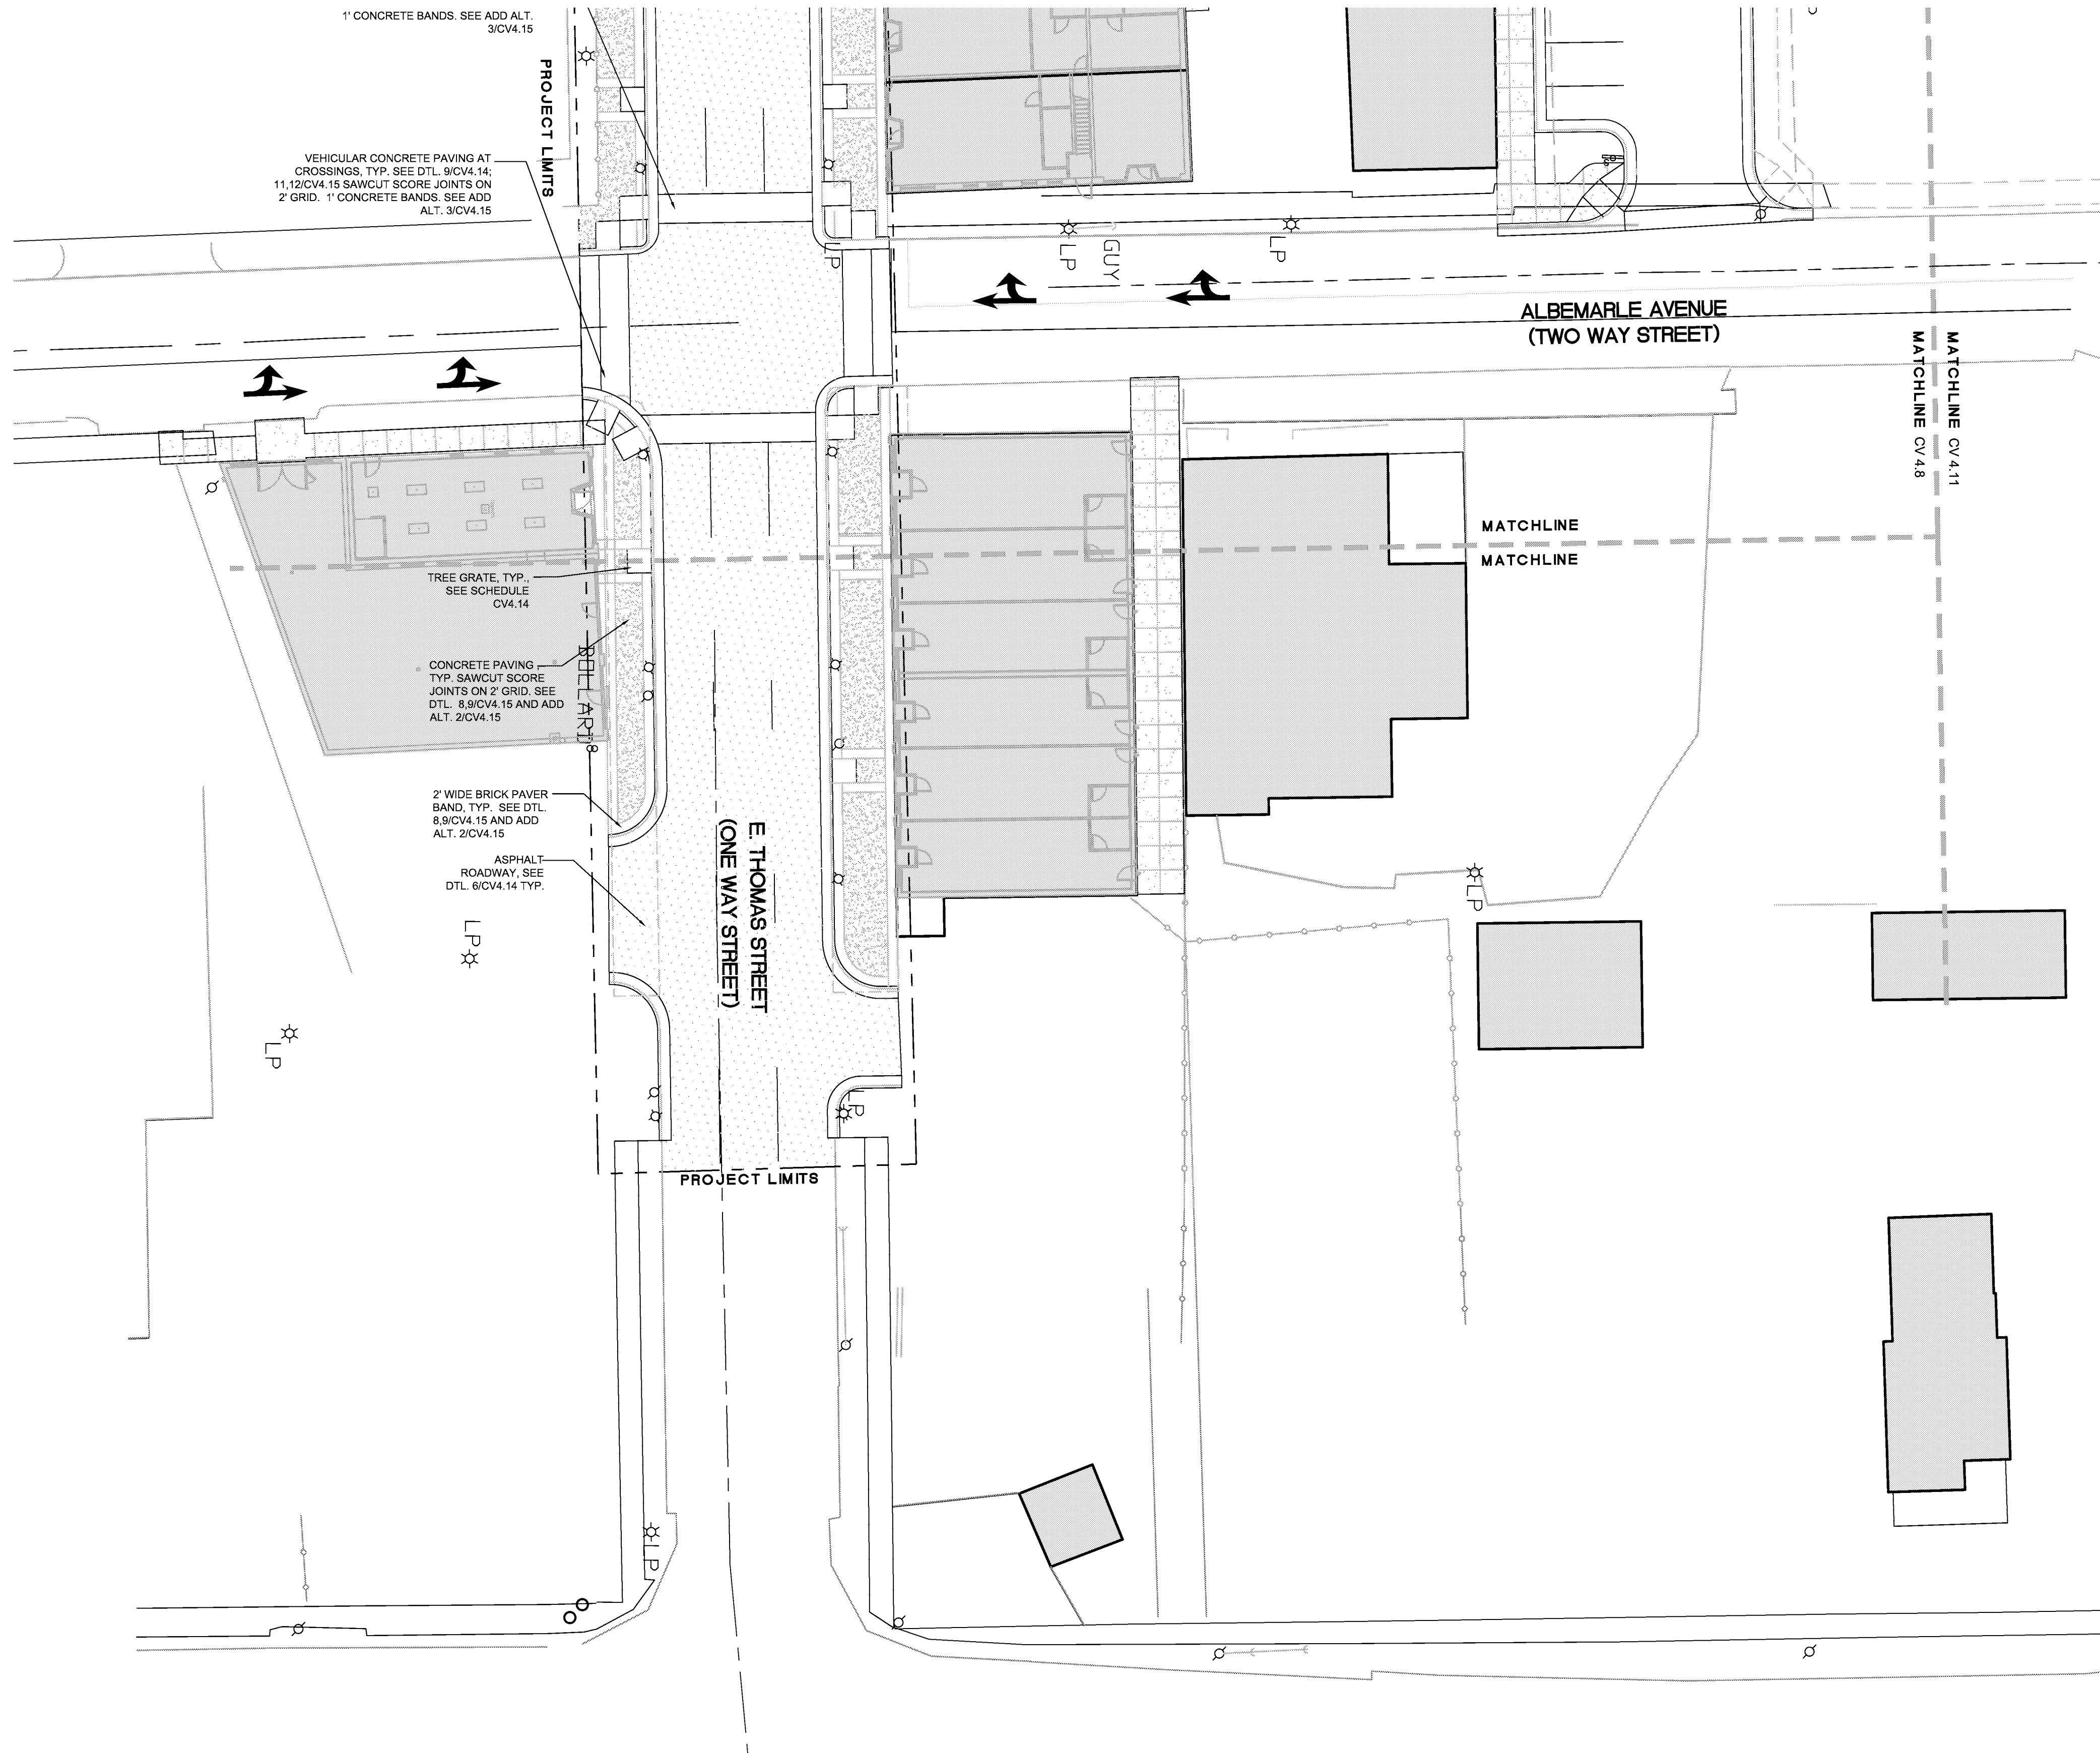 1' CONCRETE BANDS. SEE ADD ALT.
3/CV4.15
PROJECT LIMITS
VEHICULAR CONCRETE PAVING AT
CROSSINGS, TYP. SEE DTL. 9/CV4.14;
11,12/CV4.15 SAWCUT SCORE JOINTS ON
2' GRID. 1' CONCRETE BANDS. SEE ADD
ALT. 3/CV4.15
LP
LP
GUY
LP
ALBEMARLE AVENUE
(TWO WAY STREET)
MATCHLINE CV 4.11
MATCHLINE CV 4.8
MATCHLINE
MATCHLINE
TREE GRATE, TYP.,
SEE SCHEDULE
CV4.14
BOLLARD
CONCRETE PAVING,
TYP. SAWCUT SCORE
JOINTS ON 2' GRID. SEE
DTL. 8,9/CV4.15 AND ADD
ALT. 2/CV4.15
2' WIDE BRICK PAVER
BAND, TYP. SEE DTL.
8,9/CV4.15 AND ADD
ALT. 2/CV4.15
ASPHALT
ROADWAY, SEE
DTL. 6/CV4.14 TYP.
E. THOMAS STREET
(ONE WAY STREET)
LP
LP
LP
LP
PROJECT LIMITS
LP